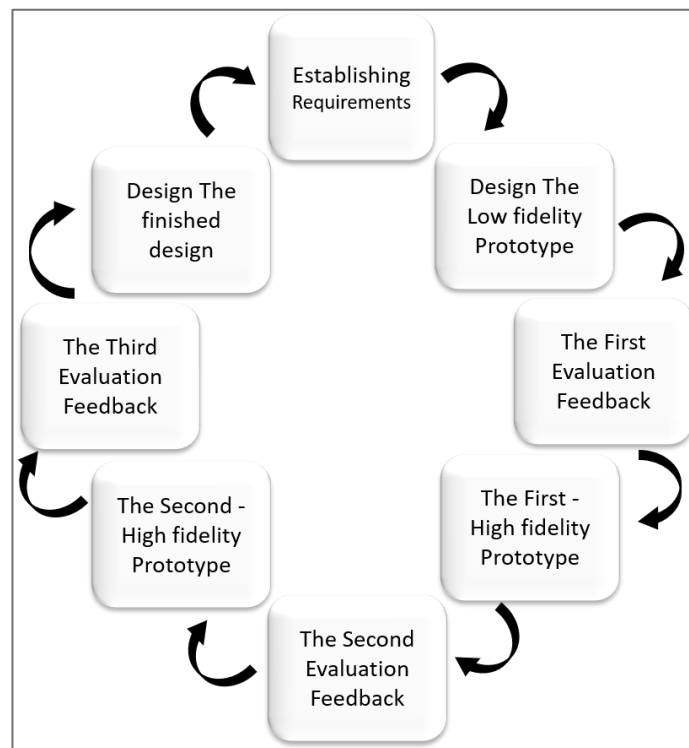 Establishing
Requirements
Design The
Low fidelity
Prototype
The First
Evaluation
Feedback
The First -
High fidelity
Prototype
The Second
Evaluation
Feedback
The Second -
High fidelity
Prototype
The Third
Evaluation
Feedback
Design The
finished
design